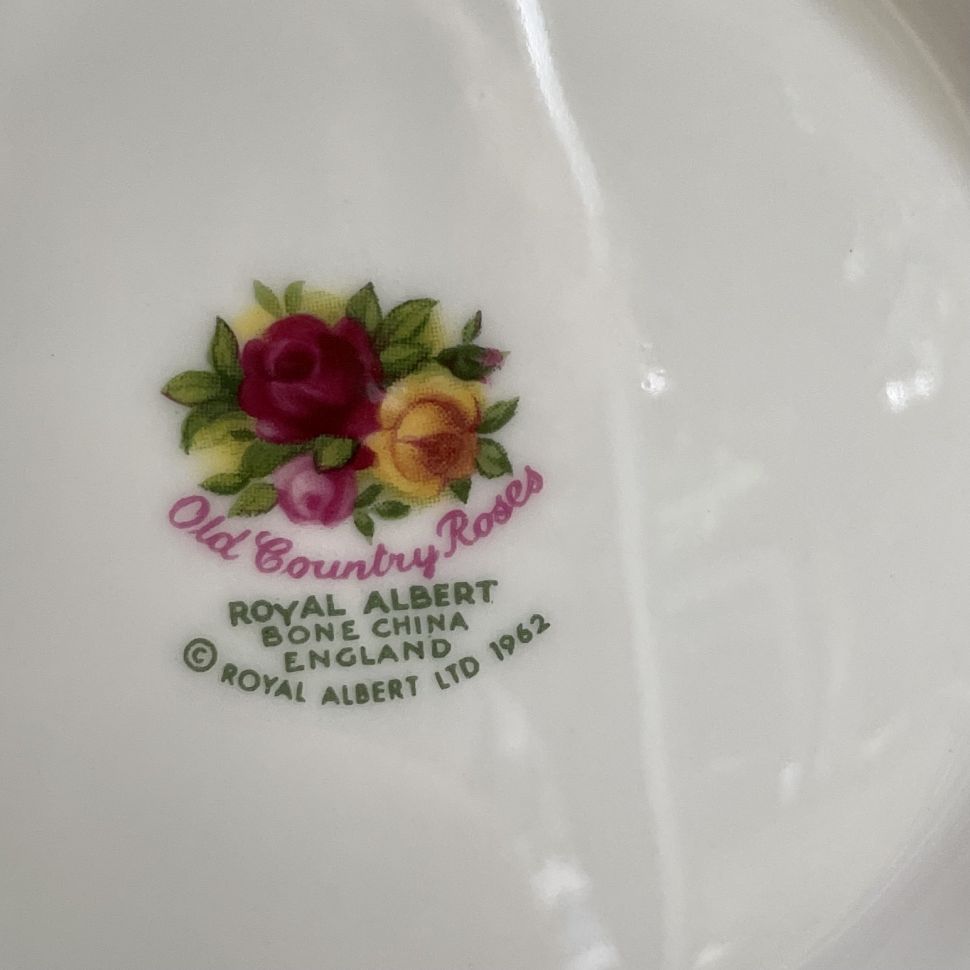 Old Country Roses
ROYAL ALBERT
BONE CHINA
ENGLAND
© ROYAL ALBERT LTD 1962